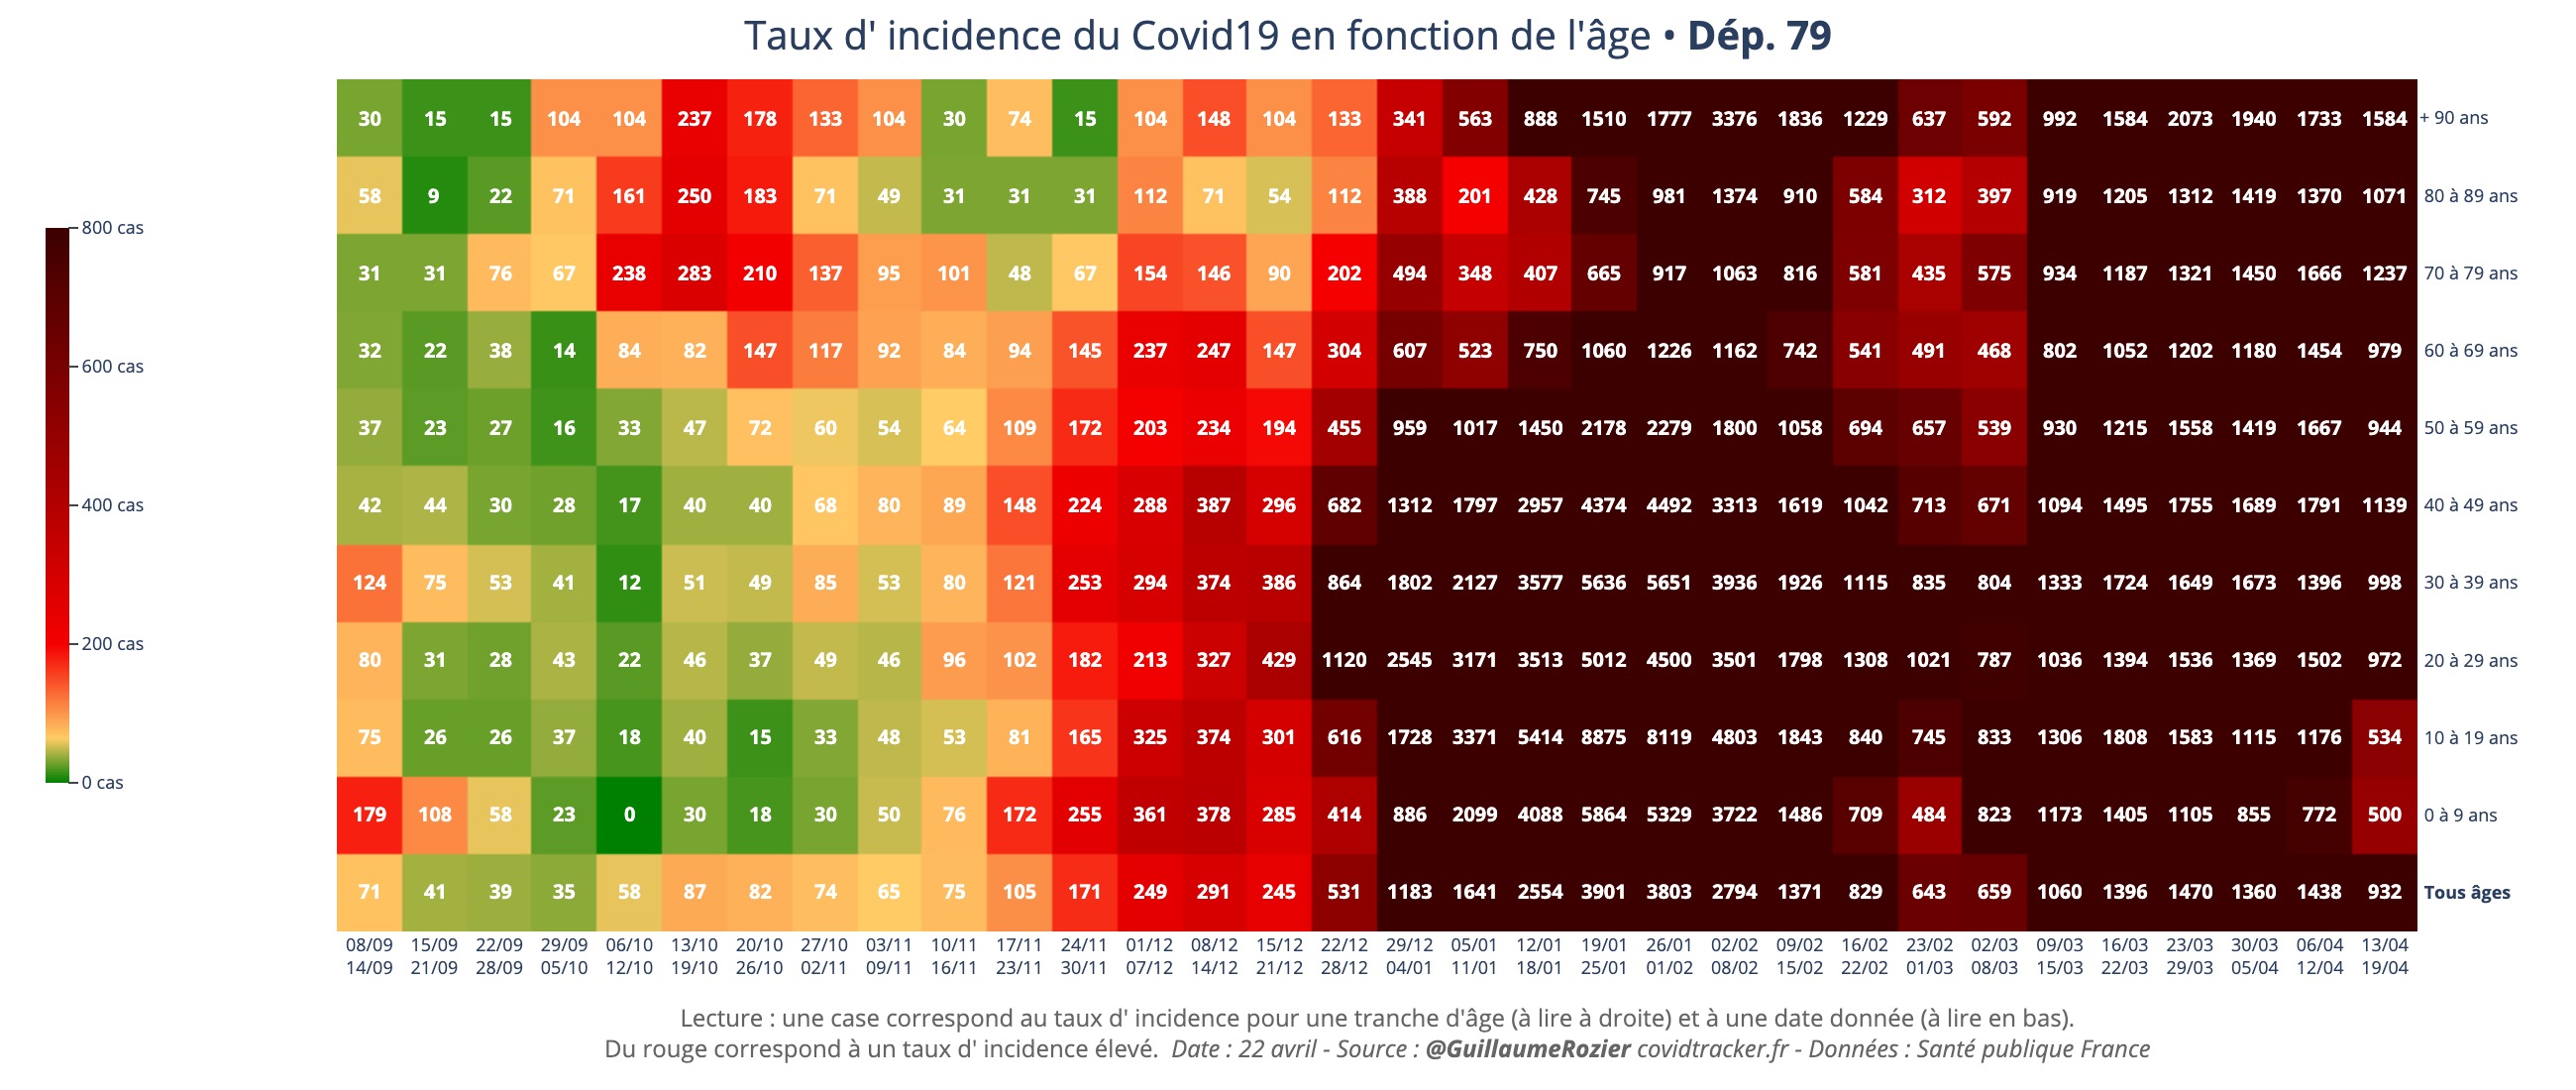 Taux d' incidence du Covid19 en fonction de l'âge • Dép. 79
800 cas
600 cas
400 cas
200 cas
0 cas
30 15 15 104 104 237 178 133 104 30 74 15 104 148 104 133 341 563 888 1510 1777 3376 1836 1229 637 592 992 1584 2073 1940 1733 1584 + 90 ans
58 9 22 71 161 250 183 71 49 31 31 31 112 71 54 112 388 201 428 745 981 1374 910 584 312 397 919 1205 1312 1419 1370 1071 80 à 89 ans
31 31 76 67 238 283 210 137 95 101 48 67 154 146 90 202 494 348 407 665 917 1063 816 581 435 575 934 1187 1321 1450 1666 1237 70 à 79 ans
32 22 38 14 84 82 147 117 92 84 94 145 237 247 147 304 607 523 750 1060 1226 1162 742 541 491 468 802 1052 1202 1180 1454 979 60 à 69 ans
37 23 27 16 33 47 72 60 54 64 109 172 203 234 194 455 959 1017 1450 2178 2279 1800 1058 694 657 539 930 1215 1558 1419 1667 944 50 à 59 ans
42 44 30 28 17 40 40 68 80 89 148 224 288 387 296 682 1312 1797 2957 4374 4492 3313 1619 1042 713 671 1094 1495 1755 1689 1791 1139 40 à 49 ans
124 75 53 41 12 51 49 85 53 80 121 253 294 374 386 864 1802 2127 3577 5636 5651 3936 1926 1115 835 804 1333 1724 1649 1673 1396 998 30 à 39 ans
80 31 28 43 22 46 37 49 46 96 102 182 213 327 429 1120 2545 3171 3513 5012 4500 3501 1798 1308 1021 787 1036 1394 1536 1369 1502 972 20 à 29 ans
75 26 26 37 18 40 15 33 48 53 81 165 325 374 301 616 1728 3371 5414 8875 8119 4803 1843 840 745 833 1306 1808 1583 1115 1176 534 10 à 19 ans
179 108 58 23 0 30 18 30 50 76 172 255 361 378 285 414 886 2099 4088 5864 5329 3722 1486 709 484 823 1173 1405 1105 855 772 500 0 à 9 ans
71 41 39 35 58 87 82 74 65 75 105 171 249 291 245 531 1183 1641 2554 3901 3803 2794 1371 829 643 659 1060 1396 1470 1360 1438 932 Tous âges
08/09 15/09 22/09 29/09 06/10 13/10 20/10 27/10 03/11 10/11 17/11 24/11 01/12 08/12 15/12 22/12 29/12 05/01 12/01 19/01 26/01 02/02 09/02 16/02 23/02 02/03 09/03 16/03 23/03 30/03 06/04 13/04
14/09 21/09 28/09 05/10 12/10 19/10 26/10 02/11 09/11 16/11 23/11 30/11 07/12 14/12 21/12 28/12 04/01 11/01 18/01 25/01 01/02 08/02 15/02 22/02 01/03 08/03 15/03 22/03 29/03 05/04 12/04 19/04
Lecture : une case correspond au taux d' incidence pour une tranche d'âge (à lire à droite) et à une date donnée (à lire en bas).
Du rouge correspond à un taux d' incidence élevé. Date : 22 avril - Source : @GuillaumeRozier covidtracker.fr - Données : Santé publique France